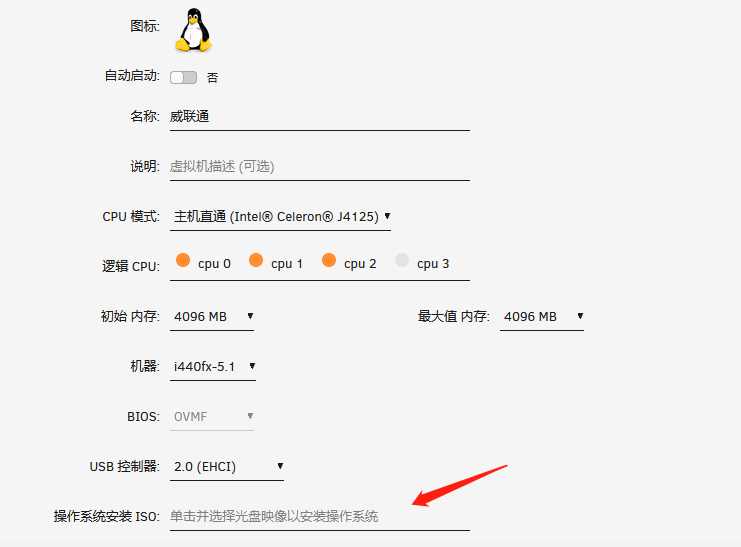 图标:
自动启动: 否
名称: 威联通
说明: 虚拟机描述 (可选)
CPU 模式: 主机直通 (Intel® Celeron® J4125)
逻辑 CPU: cpu 0 cpu 1 cpu 2 cpu 3
初始 内存: 4096 MB 最大值 内存: 4096 MB
机器: i440fx-5.1
BIOS: OVMF
USB 控制器: 2.0 (EHCI)
操作系统安装 ISO: 单击并选择光盘映像以安装操作系统